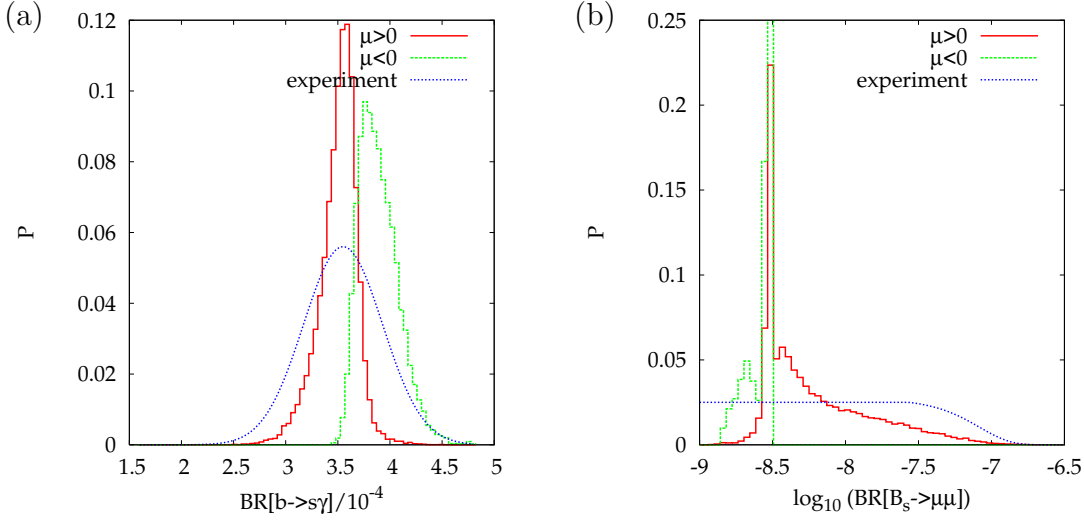 (a)
0.12
0.1
0.08
0.06
0.04
0.02
0
P
μ>0
μ<0
experiment
1.5 2 2.5 3 3.5 4 4.5 5
BR[b->sγ]/10⁻⁴
(b)
0.25
0.2
0.15
0.1
0.05
0
P
μ>0
μ<0
experiment
-9 -8.5 -8 -7.5 -7 -6.5
log₁₀ (BR[Bₛ->μμ])